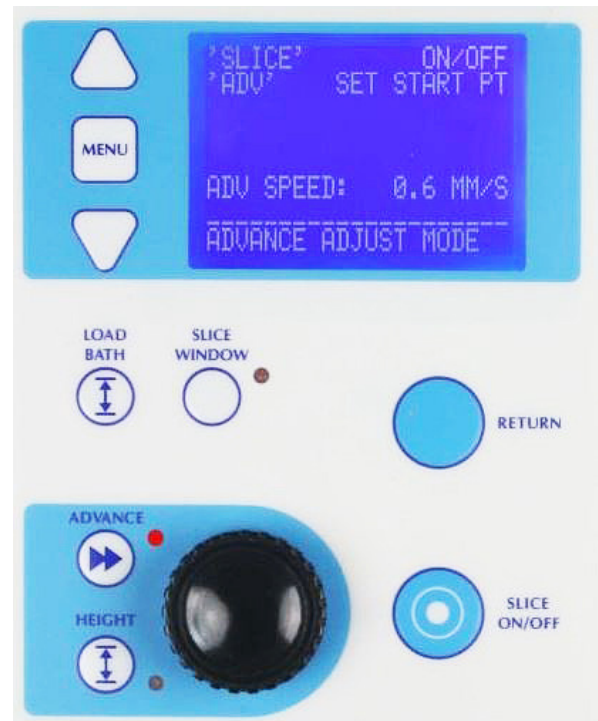 'SLICE' ON/OFF
'ADV' SET START PT
MENU
ADV SPEED: 0.6 MM/S
ADVANCE ADJUST MODE
LOAD BATH
SLICE WINDOW
RETURN
ADVANCE
HEIGHT
SLICE
ON/OFF